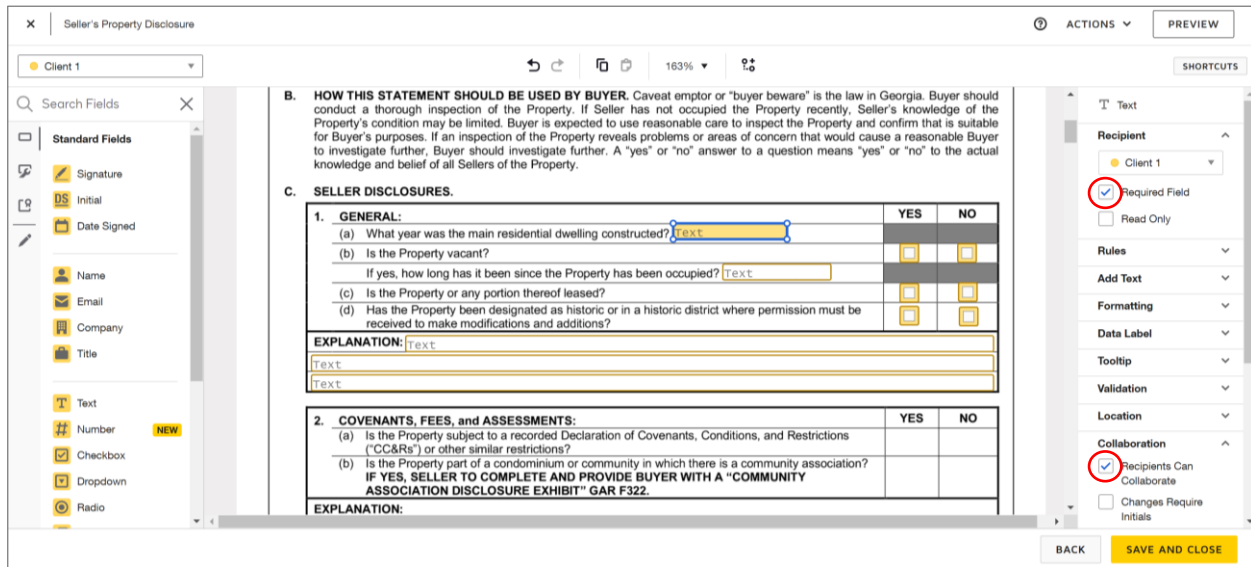 × Seller's Property Disclosure
ACTIONS
PREVIEW
Client 1
163%
SHORTCUTS
Search Fields
Standard Fields
Signature
DS Initial
Date Signed
Name
Email
Company
Title
T Text
Number NEW
Checkbox
Dropdown
Radio
B. HOW THIS STATEMENT SHOULD BE USED BY BUYER. Caveat emptor or “buyer beware” is the law in Georgia. Buyer should
conduct a thorough inspection of the Property. If Seller has not occupied the Property recently, Seller's knowledge of the
Property's condition may be limited. Buyer is expected to use reasonable care to inspect the Property and confirm that is suitable
for Buyer's purposes. If an inspection of the Property reveals problems or areas of concern that would cause a reasonable Buyer
to investigate further, Buyer should investigate further. A “yes” or “no” answer to a question means “yes” or “no” to the actual
knowledge and belief of all Sellers of the Property.
C. SELLER DISCLOSURES.
1. GENERAL: YES NO
(a) What year was the main residential dwelling constructed? Text
(b) Is the Property vacant?
If yes, how long has it been since the Property has been occupied? Text
(c) Is the Property or any portion thereof leased?
(d) Has the Property been designated as historic or in a historic district where permission must be
received to make modifications and additions?
EXPLANATION: Text
Text
Text
2. COVENANTS, FEES, and ASSESSMENTS: YES NO
(a) Is the Property subject to a recorded Declaration of Covenants, Conditions, and Restrictions
(“CC&Rs”) or other similar restrictions?
(b) Is the Property part of a condominium or community in which there is a community association?
IF YES, SELLER TO COMPLETE AND PROVIDE BUYER WITH A “COMMUNITY
ASSOCIATION DISCLOSURE EXHIBIT” GAR F322.
EXPLANATION:
T Text
Recipient
Client 1
Required Field
Read Only
Rules
Add Text
Formatting
Data Label
Tooltip
Validation
Location
Collaboration
Recipients Can
Collaborate
Changes Require
Initials
BACK
SAVE AND CLOSE